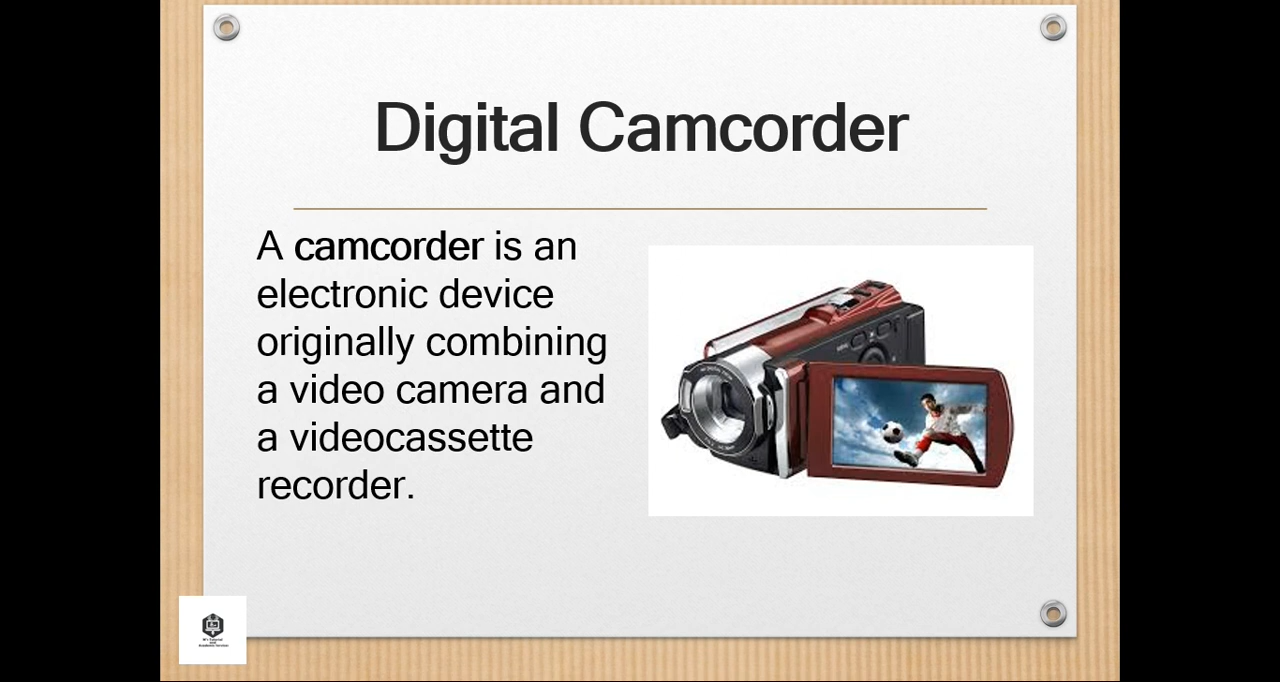 Digital Camcorder
A camcorder is an
electronic device
originally combining
a video camera and
a videocassette
recorder.